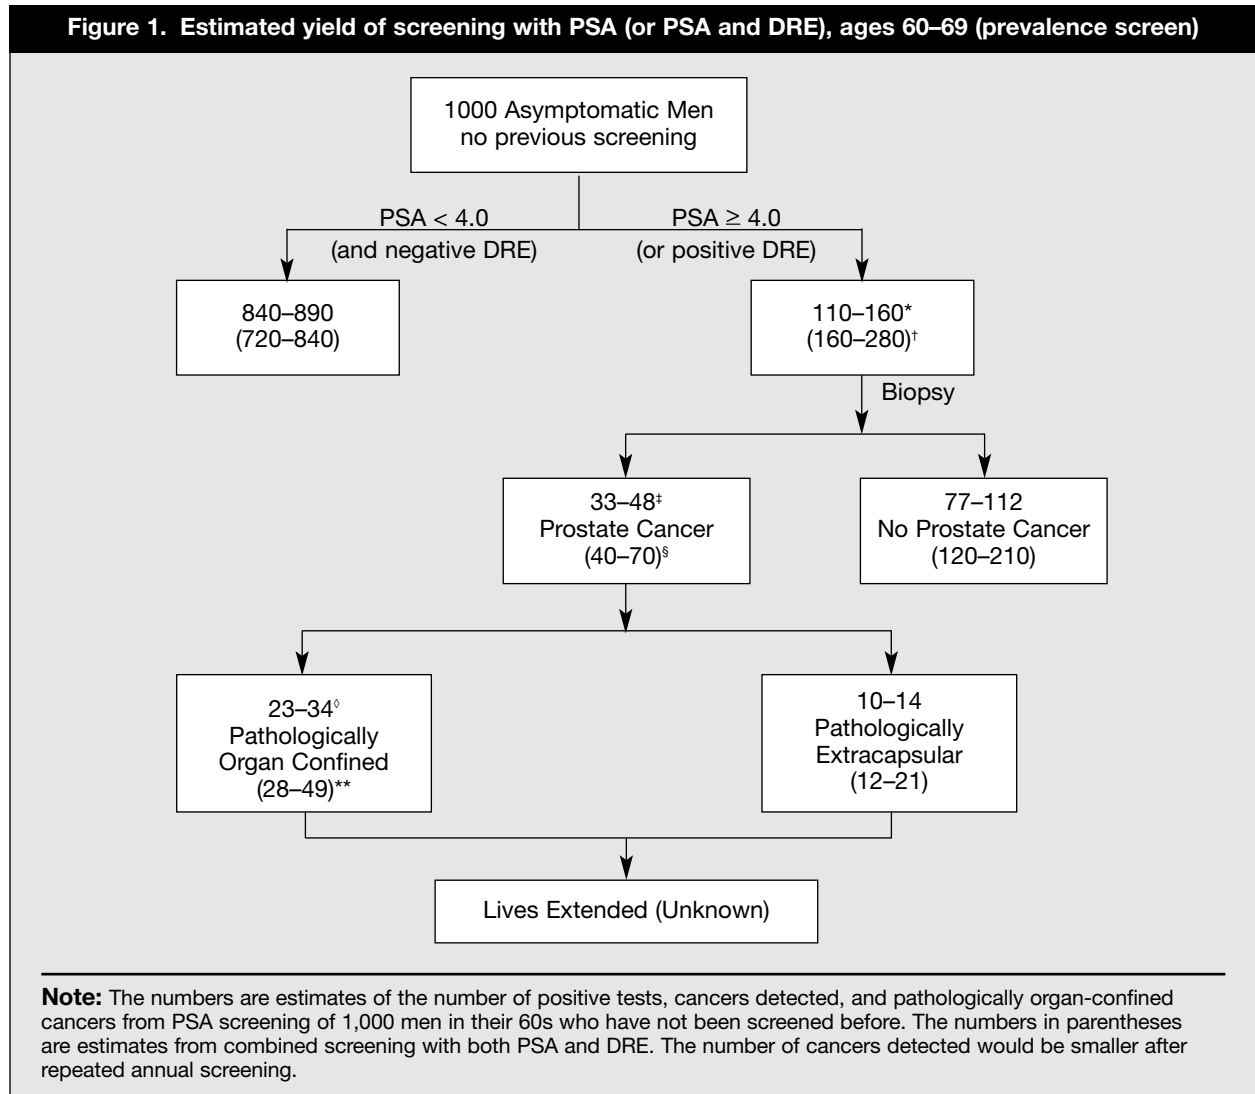 Figure 1. Estimated yield of screening with PSA (or PSA and DRE), ages 60–69 (prevalence screen)
1000 Asymptomatic Men
no previous screening
PSA < 4.0
(and negative DRE)
PSA ≥ 4.0
(or positive DRE)
840–890
(720–840)
110–160*
(160–280)†
Biopsy
33–48‡
Prostate Cancer
(40–70)§
77–112
No Prostate Cancer
(120–210)
23–34◊
Pathologically
Organ Confined
(28–49)**
10–14
Pathologically
Extracapsular
(12–21)
Lives Extended (Unknown)
Note: The numbers are estimates of the number of positive tests, cancers detected, and pathologically organ-confined
cancers from PSA screening of 1,000 men in their 60s who have not been screened before. The numbers in parentheses
are estimates from combined screening with both PSA and DRE. The number of cancers detected would be smaller after
repeated annual screening.